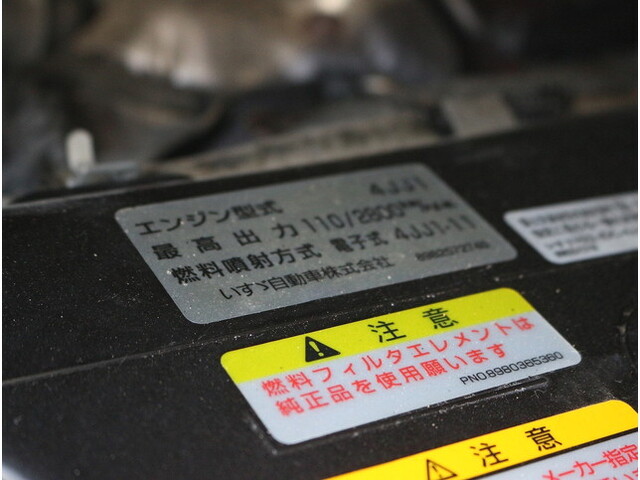 エンジン型式 4JJ1
最高出力 110/2800
燃料噴射方式 電子式 4JJ1-11
いすゞ自動車株式会社
注意
燃料フィルタエレメントは
純正品を使用願います
PNO8980365380
注意
メーカー指定